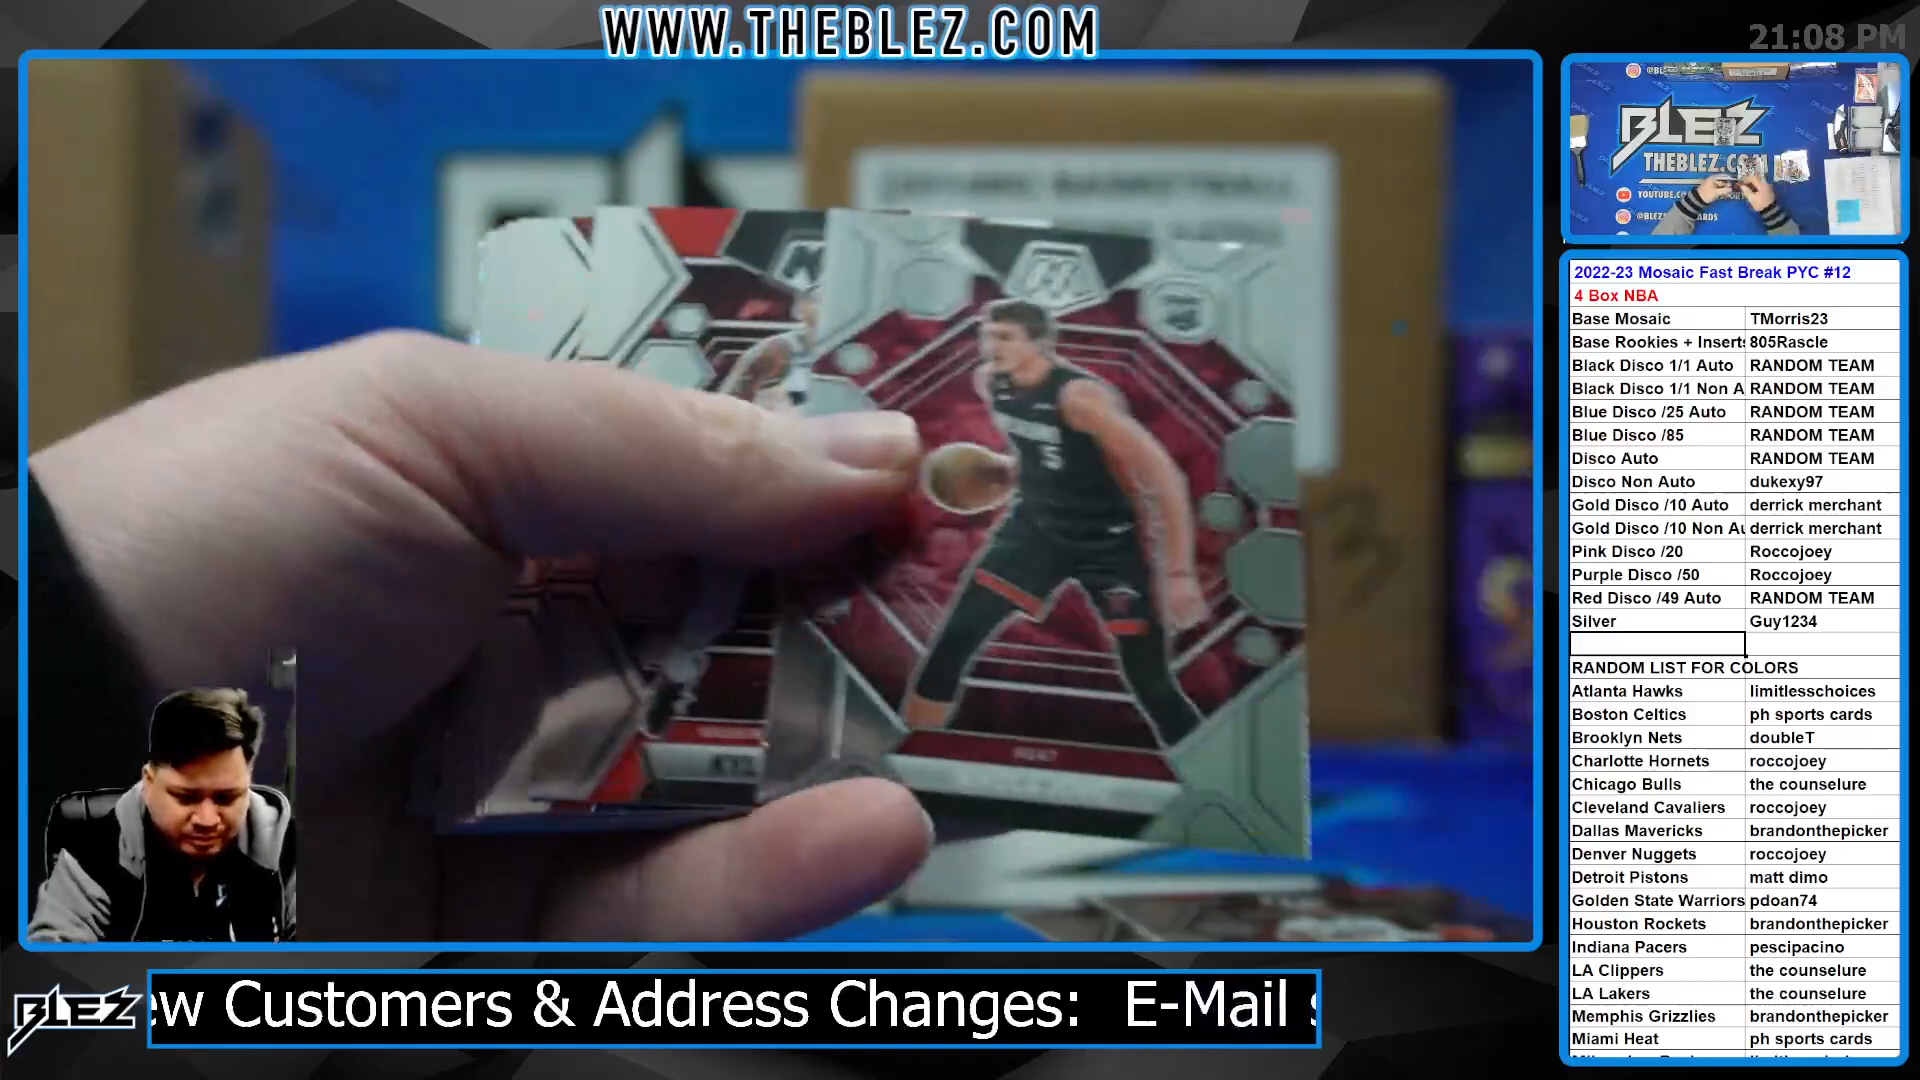 WWW.THEBLEZ.COM
21:08 PM
BLEZ
THEBLEZ.COM
2022-23 Mosaic Fast Break PYC #12
4 Box NBA
Base Mosaic TMorris23
Base Rookies + Inserts 805Rascle
Black Disco 1/1 Auto RANDOM TEAM
Black Disco 1/1 Non A RANDOM TEAM
Blue Disco /25 Auto RANDOM TEAM
Blue Disco /85 RANDOM TEAM
Disco Auto RANDOM TEAM
Disco Non Auto dukexy97
Gold Disco /10 Auto derrick merchant
Gold Disco /10 Non Au derrick merchant
Pink Disco /20 Roccojoey
Purple Disco /50 Roccojoey
Red Disco /49 Auto RANDOM TEAM
Silver Guy1234
RANDOM LIST FOR COLORS
Atlanta Hawks limitlesschoices
Boston Celtics ph sports cards
Brooklyn Nets doubleT
Charlotte Hornets roccojoey
Chicago Bulls the counselure
Cleveland Cavaliers roccojoey
Dallas Mavericks brandonthepicker
Denver Nuggets roccojoey
Detroit Pistons matt dimo
Golden State Warriors pdoan74
Houston Rockets brandonthepicker
Indiana Pacers pescipacino
LA Clippers the counselure
LA Lakers the counselure
Memphis Grizzlies brandonthepicker
Miami Heat ph sports cards
5
HEAT
BLEZ
ew Customers & Address Changes: E-Mail s